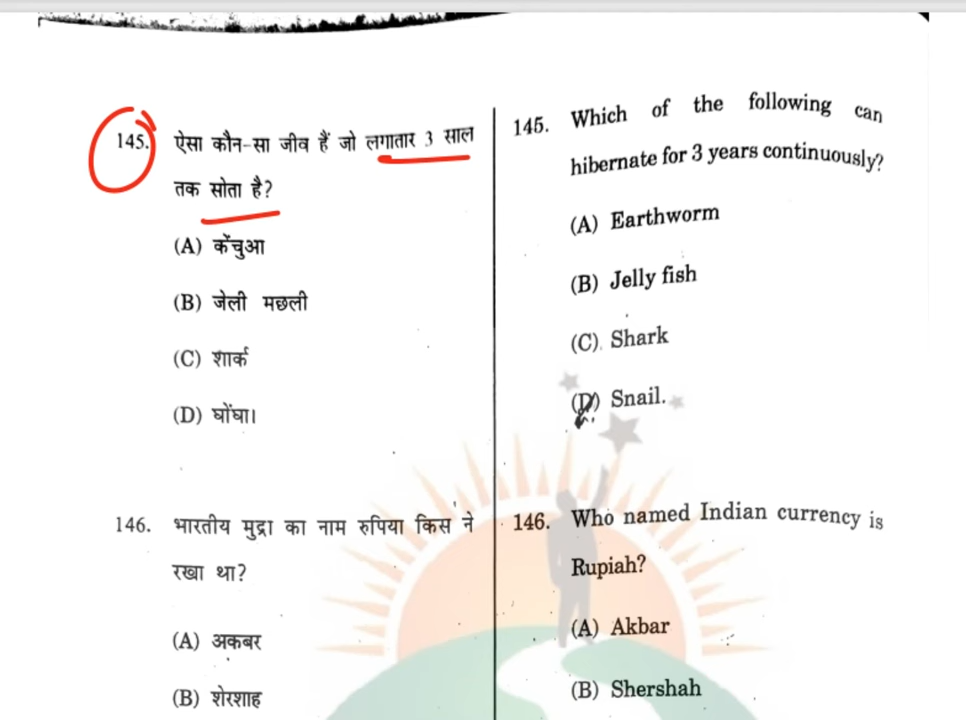 145. ऐसा कौन-सा जीव हैं जो लगातार 3 साल
तक सोता है?
(A) केंचुआ
(B) जेली मछली
(C) शार्क
(D) घोंघा।
146. भारतीय मुद्रा का नाम रुपिया किस ने
रखा था?
(A) अकबर
(B) शेरशाह
145. Which of the following can
hibernate for 3 years continuously?
(A) Earthworm
(B) Jelly fish
(C) Shark
(D) Snail.
146. Who named Indian currency is
Rupiah?
(A) Akbar
(B) Shershah